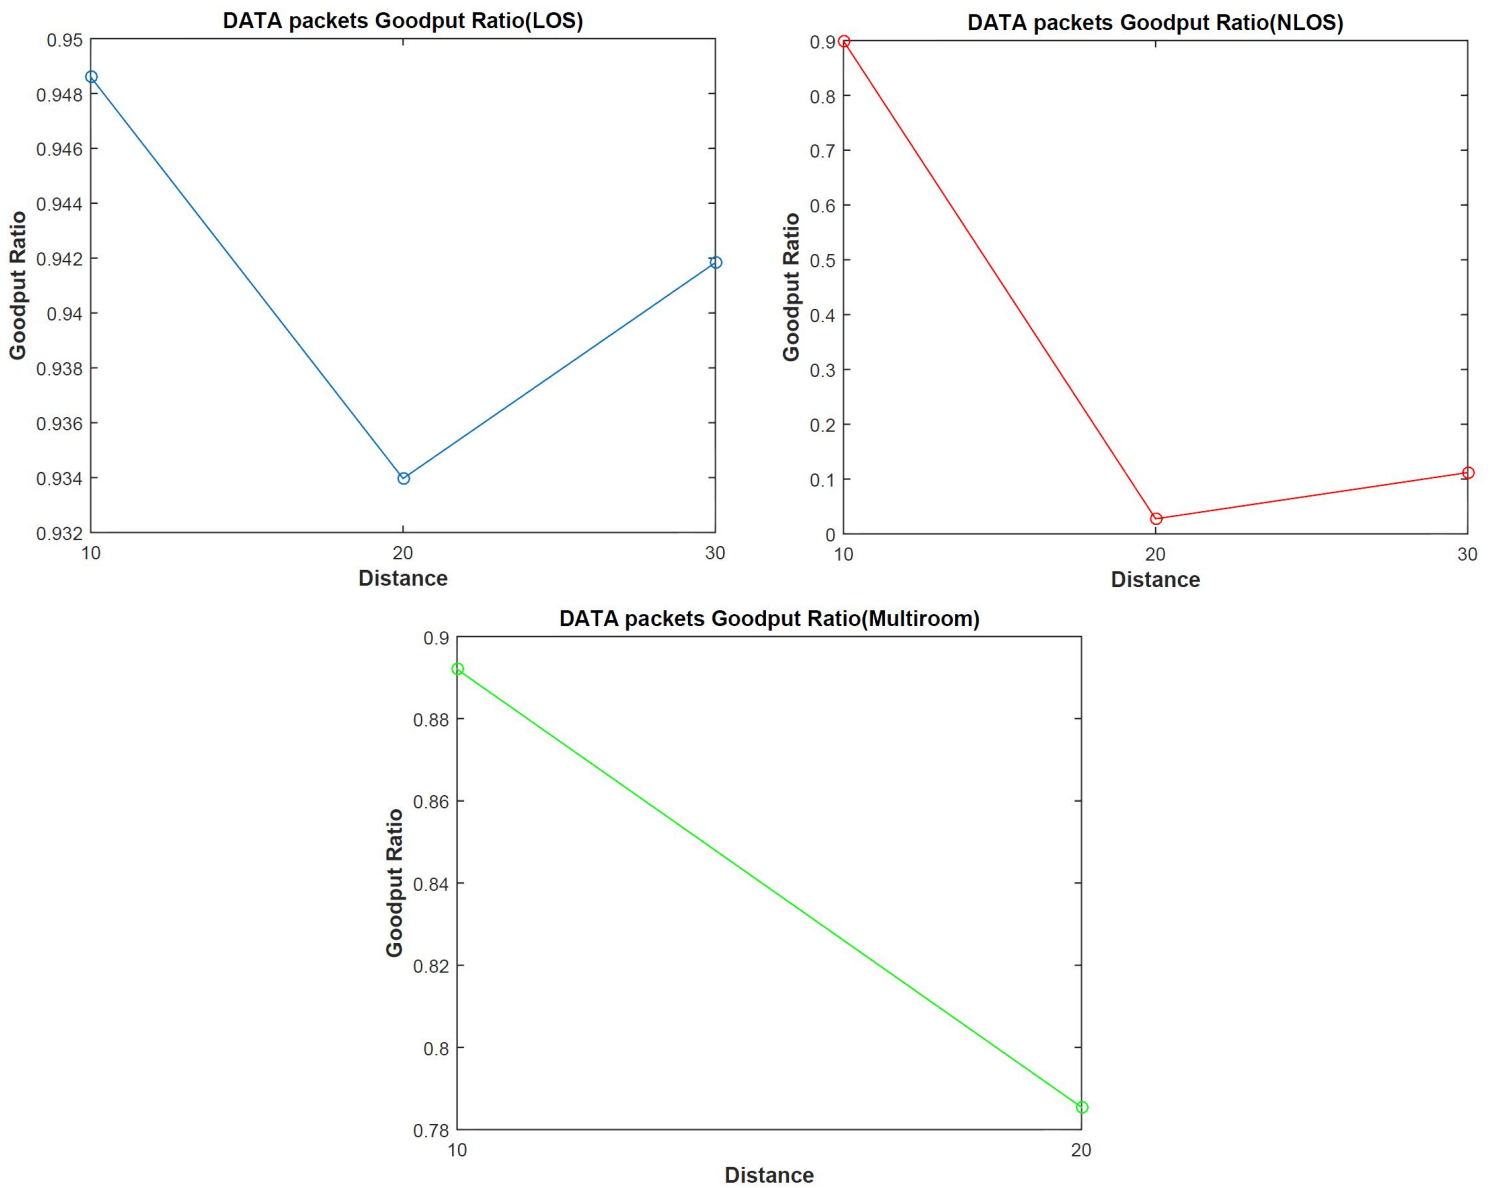 DATA packets Goodput Ratio(LOS)
0.95
0.948
0.946
0.944
0.942
0.94
0.938
0.936
0.934
0.932
Goodput Ratio
10 20 30
Distance
DATA packets Goodput Ratio(NLOS)
0.9
0.8
0.7
0.6
0.5
0.4
0.3
0.2
0.1
0
Goodput Ratio
10 20 30
Distance
DATA packets Goodput Ratio(Multiroom)
0.9
0.88
0.86
0.84
0.82
0.8
0.78
Goodput Ratio
10 20
Distance